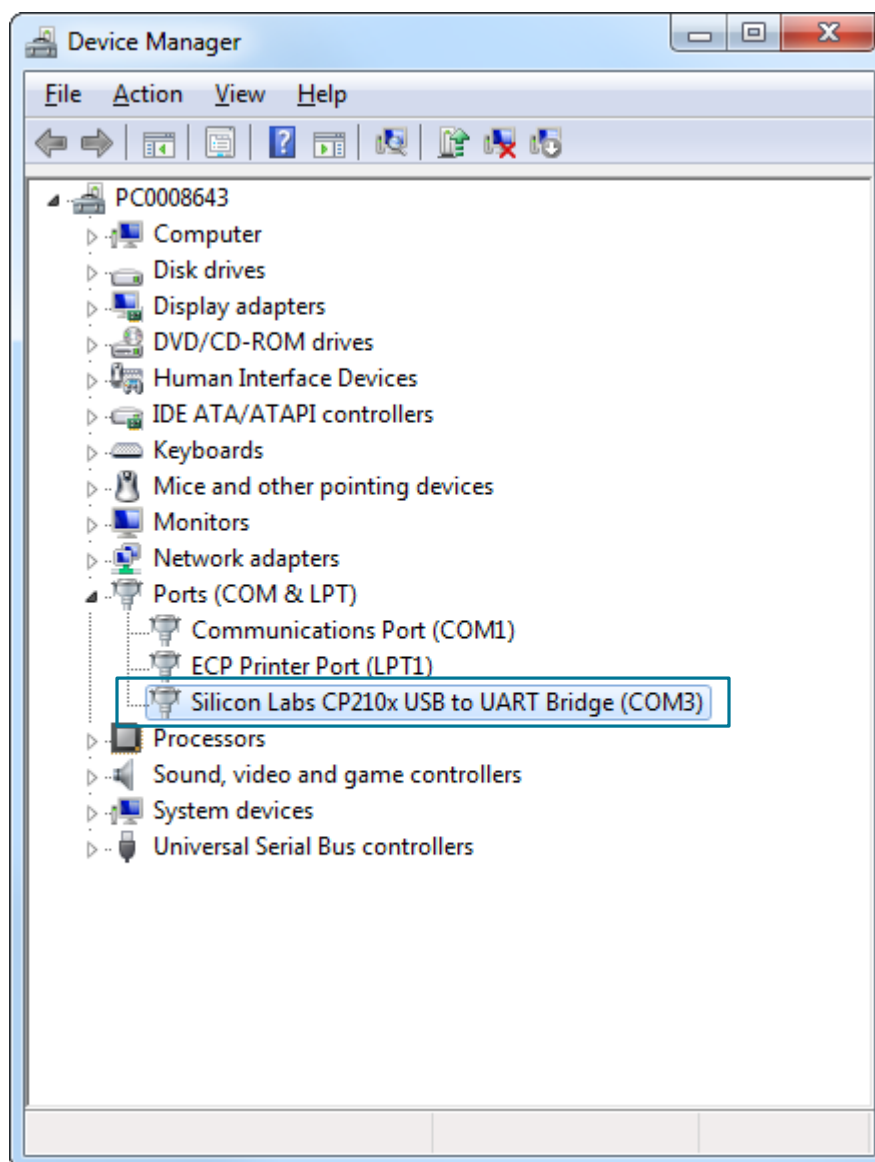 Device Manager
File Action View Help
PC0008643
Computer
Disk drives
Display adapters
DVD/CD-ROM drives
Human Interface Devices
IDE ATA/ATAPI controllers
Keyboards
Mice and other pointing devices
Monitors
Network adapters
Ports (COM & LPT)
Communications Port (COM1)
ECP Printer Port (LPT1)
Silicon Labs CP210x USB to UART Bridge (COM3)
Processors
Sound, video and game controllers
System devices
Universal Serial Bus controllers